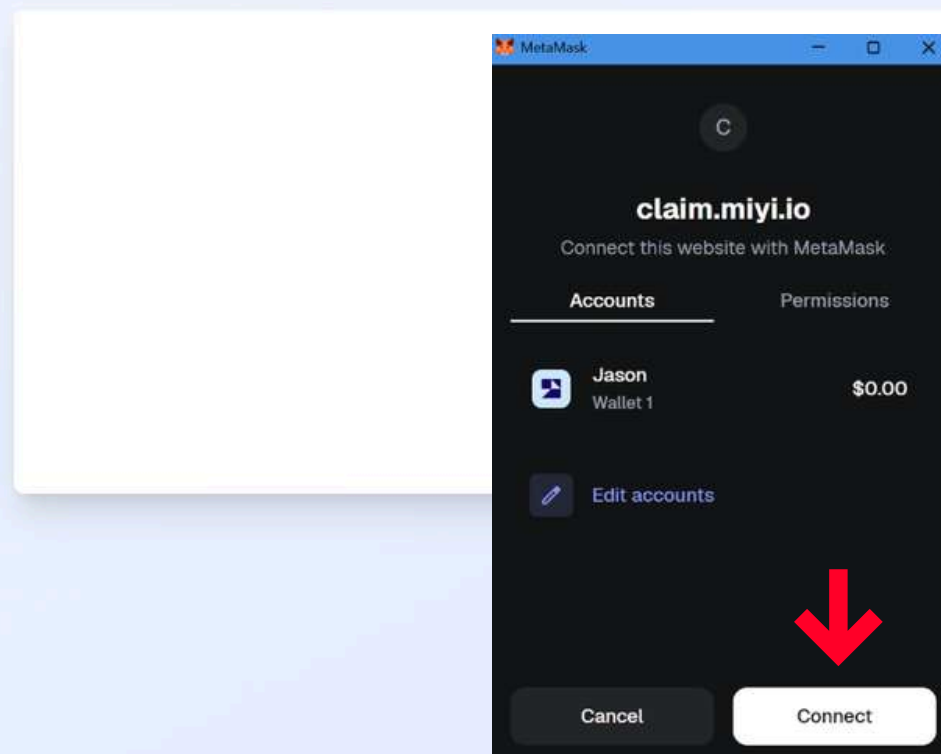 MetaMask
C
claim.miyi.io
Connect this website with MetaMask
Accounts Permissions
Jason
$0.00
Wallet 1
Edit accounts
Cancel Connect